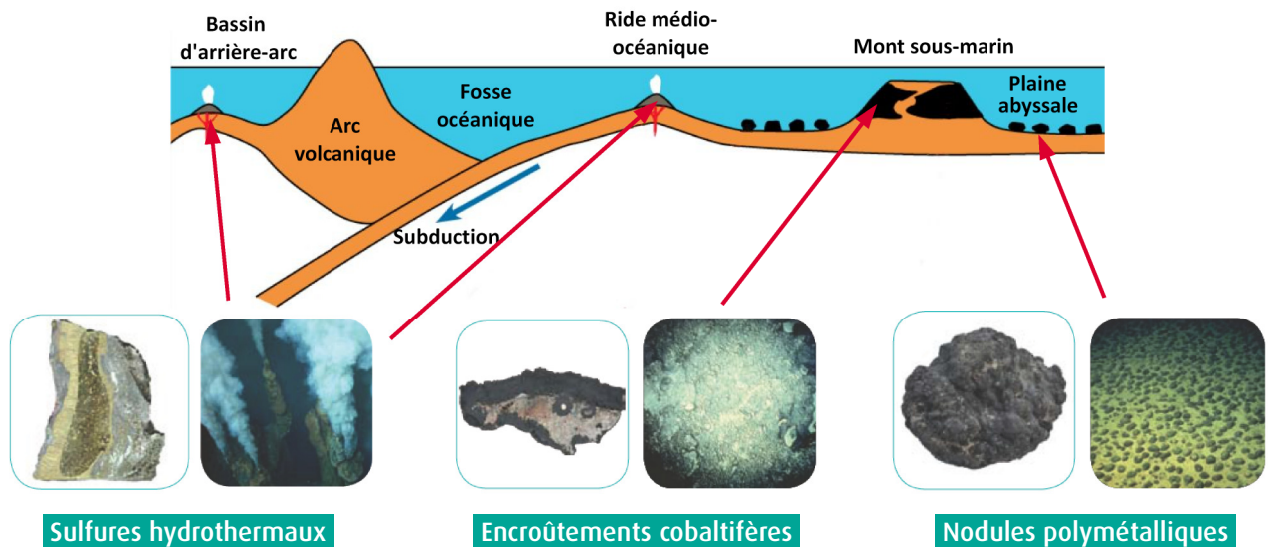 Bassin
d'arrière-arc
Ride médio-
océanique
Mont sous-marin
Plaine
abyssale
Fosse
océanique
Arc
volcanique
Subduction
Sulfures hydrothermaux
Encroûtements cobaltifères
Nodules polymétalliques